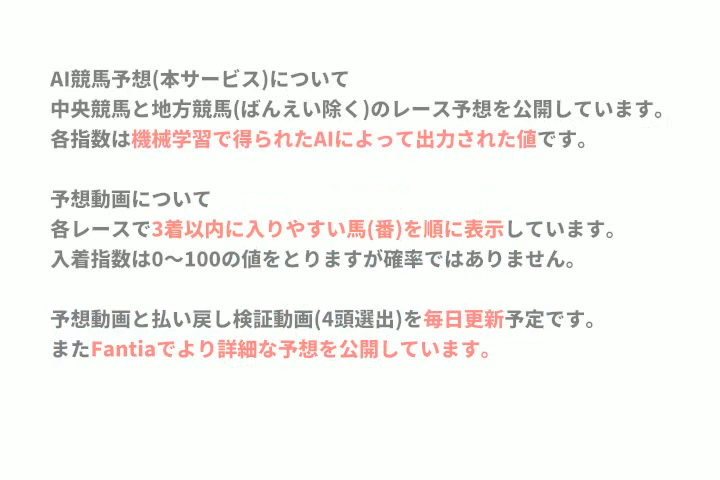 AI競馬予想(本サービス)について
中央競馬と地方競馬(ばんえい除く)のレース予想を公開しています。
各指数は機械学習で得られたAIによって出力された値です。
予想動画について
各レースで3着以内に入りやすい馬(番)を順に表示しています。
入着指数は0～100の値をとりますが確率ではありません。
予想動画と払い戻し検証動画(4頭選出)を毎日更新予定です。
またFantiaでより詳細な予想を公開しています。